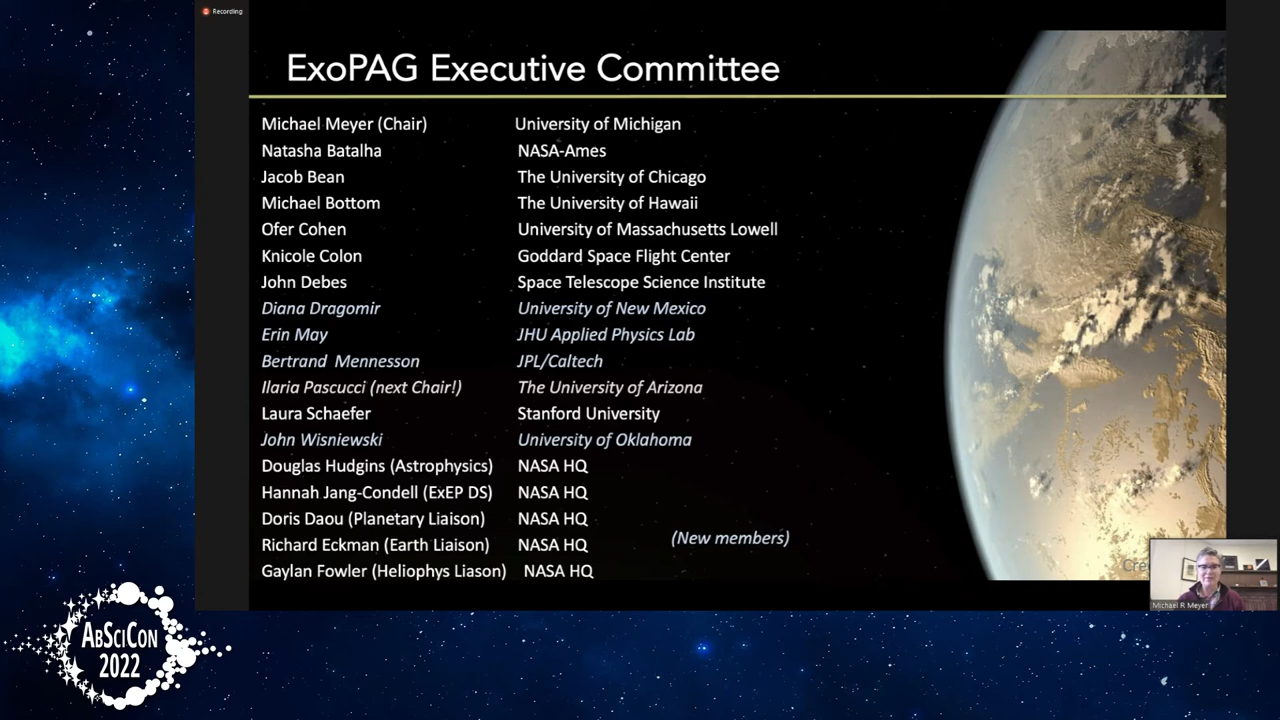 Recording
ExoPAG Executive Committee
Michael Meyer (Chair) University of Michigan
Natasha Batalha NASA-Ames
Jacob Bean The University of Chicago
Michael Bottom The University of Hawaii
Ofer Cohen University of Massachusetts Lowell
Knicole Colon Goddard Space Flight Center
John Debes Space Telescope Science Institute
Diana Dragomir University of New Mexico
Erin May JHU Applied Physics Lab
Bertrand Mennesson JPL/Caltech
Ilaria Pascucci (next Chair!) The University of Arizona
Laura Schaefer Stanford University
John Wisniewski University of Oklahoma
Douglas Hudgins (Astrophysics) NASA HQ
Hannah Jang-Condell (ExEP DS) NASA HQ
Doris Daou (Planetary Liaison) NASA HQ
Richard Eckman (Earth Liaison) NASA HQ
(New members)
Gaylan Fowler (Heliophys Liason) NASA HQ
Michael R Meyer
AbSciCon
2022